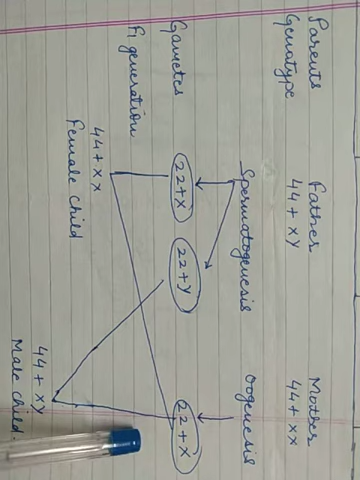 Parents Father Mother
Genotype 44 + XY 44 + XX
Spermatogenesis Oogenesis
Gametes 22+X 22+Y 22+X
F1 generation
44+XX 44 + XY
Female child Male child.